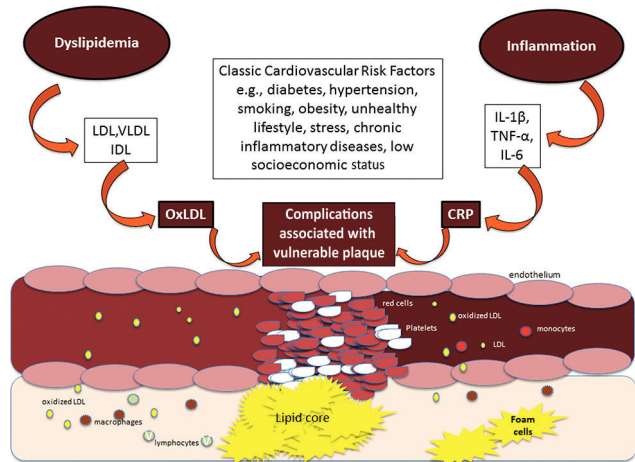 Dyslipidemia
Inflammation
Classic Cardiovascular Risk Factors
e.g., diabetes, hypertension,
smoking, obesity, unhealthy
lifestyle, stress, chronic
inflammatory diseases, low
socioeconomic status
LDL,VLDL
IDL
IL-1β,
TNF-α,
IL-6
OxLDL
Complications
associated with
vulnerable plaque
CRP
endothelium
red cells
oxidized LDL
Platelets
monocytes
LDL
oxidized LDL
macrophages
lymphocytes
Lipid core
Foam
cells